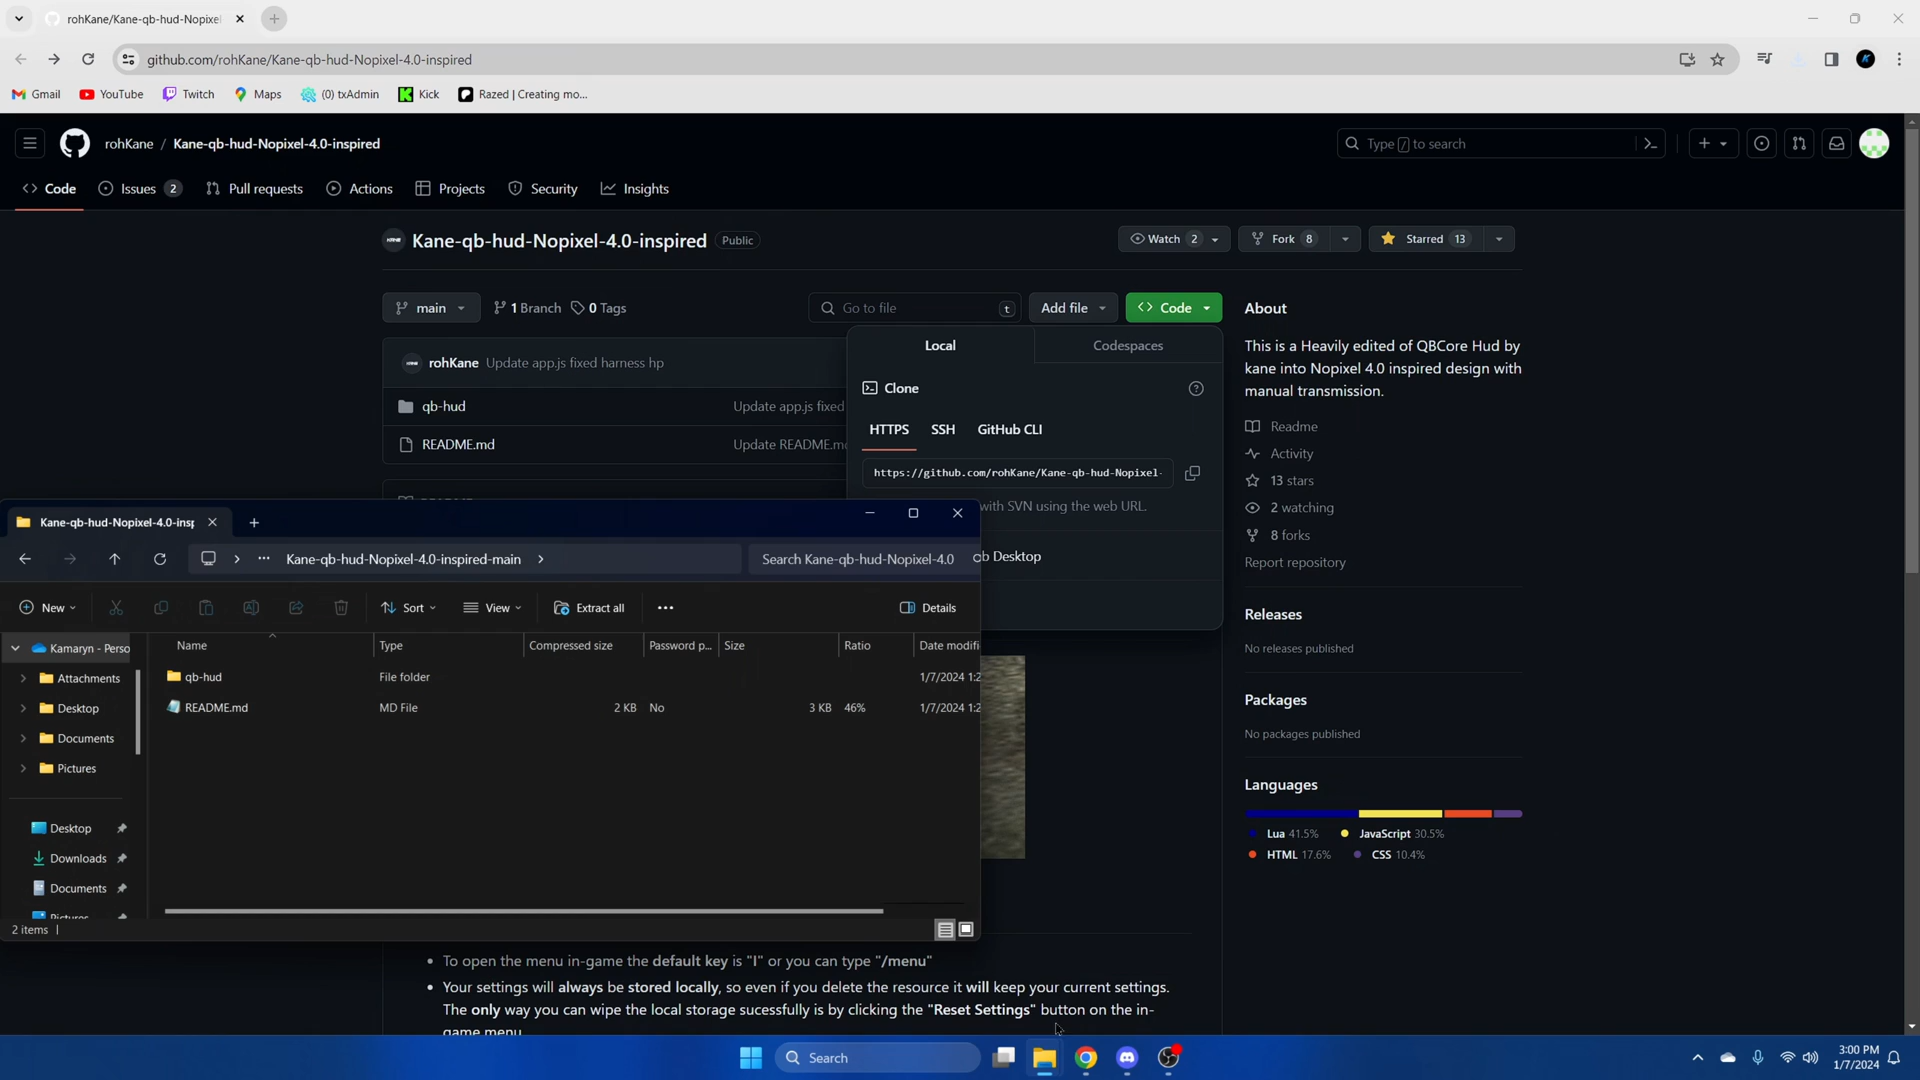 rohKane/Kane-qb-hud-Nopixel
github.com/rohKane/Kane-qb-hud-Nopixel-4.0-inspired
Gmail YouTube Twitch Maps (0) txAdmin Kick Razed | Creating mo...
rohKane / Kane-qb-hud-Nopixel-4.0-inspired
Type / to search
Code Issues 2 Pull requests Actions Projects Security Insights
Kane-qb-hud-Nopixel-4.0-inspired Public
Watch 2 Fork 8 Starred 13
main 1 Branch 0 Tags Go to file t Add file <> Code
About
This is a Heavily edited of QBCore Hud by
kane into Nopixel 4.0 inspired design with
manual transmission.
Local Codespaces
rohKane Update app.js fixed harness hp
Clone
qb-hud Update app.js fixed
HTTPS SSH GitHub CLI
README.md Update README.m
https://github.com/rohKane/Kane-qb-hud-Nopixel-
with SVN using the web URL.
b Desktop
Readme
Activity
13 stars
2 watching
8 forks
Report repository
Releases
No releases published
Packages
No packages published
Languages
Lua 41.5% JavaScript 30.5%
HTML 17.6% CSS 10.4%
Kane-qb-hud-Nopixel-4.0-insp
Kane-qb-hud-Nopixel-4.0-inspired-main
Search Kane-qb-hud-Nopixel-4.0
New Sort View Extract all ... Details
Name Type Compressed size Password p... Size Ratio Date modifi
Kamaryn - Perso
Attachments
Desktop
Documents
Pictures
Desktop
Downloads
Documents
Pictures
qb-hud File folder 1/7/2024 1:2
README.md MD File 2 KB No 3 KB 46% 1/7/2024 1:2
2 items
To open the menu in-game the default key is "I" or you can type "/menu"
Your settings will always be stored locally, so even if you delete the resource it will keep your current settings.
The only way you can wipe the local storage sucessfully is by clicking the "Reset Settings" button on the in-
game menu
Search
3:00 PM
1/7/2024